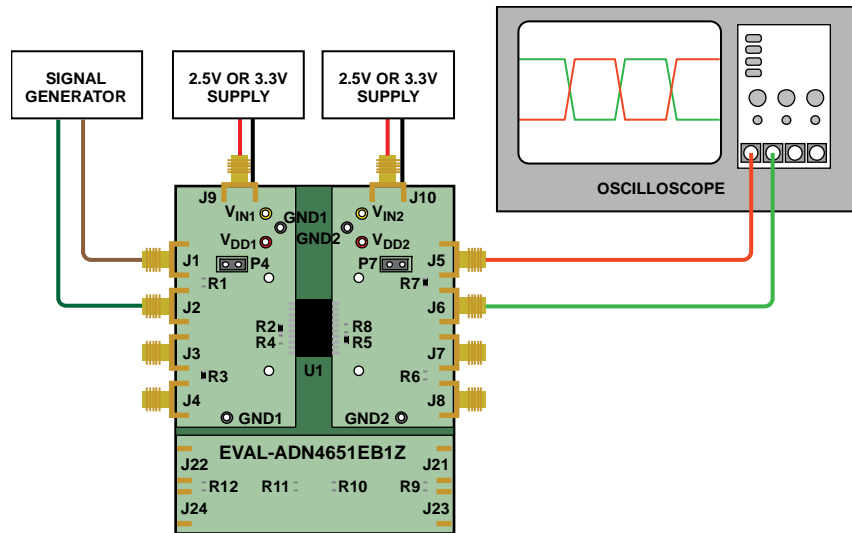 SIGNAL
GENERATOR
2.5V OR 3.3V
SUPPLY
2.5V OR 3.3V
SUPPLY
OSCILLOSCOPE
J9
J10
VIN1
GND1
VIN2
GND2
VDD1
VDD2
J1
P4
P7
J5
R1
R7
J2
J6
R2
R8
R4
R5
J3
J7
U1
R3
R6
J4
J8
GND1
GND2
EVAL-ADN4651EB1Z
J22
J21
R12
R11
R10
R9
J24
J23